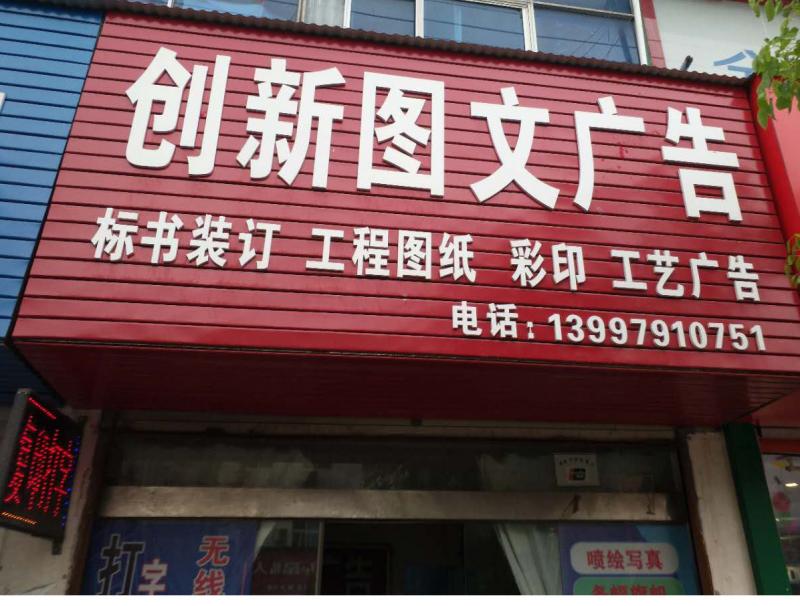 创新图文广告
标书装订 工程图纸 彩印 工艺广告
电话：13997910751
打字
无线
喷绘写真